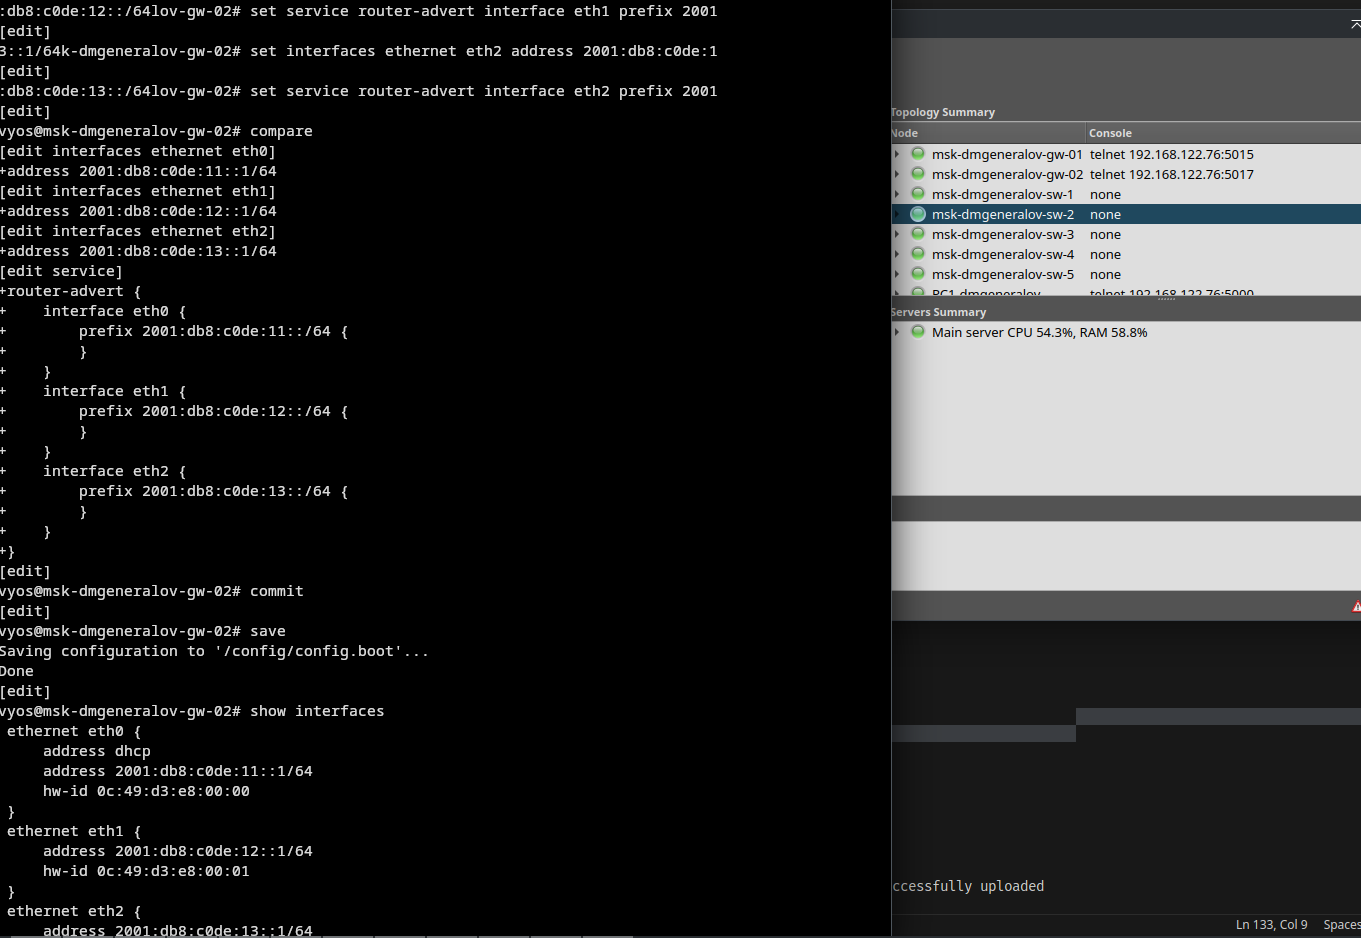 :db8:c0de:12::/64lov-gw-02# set service router-advert interface eth1 prefix 2001
[edit]
3::1/64k-dmgeneralov-gw-02# set interfaces ethernet eth2 address 2001:db8:c0de:1
[edit]
:db8:c0de:13::/64lov-gw-02# set service router-advert interface eth2 prefix 2001
[edit]
vyos@msk-dmgeneralov-gw-02# compare
[edit interfaces ethernet eth0]
+address 2001:db8:c0de:11::1/64
[edit interfaces ethernet eth1]
+address 2001:db8:c0de:12::1/64
[edit interfaces ethernet eth2]
+address 2001:db8:c0de:13::1/64
[edit service]
+router-advert {
+    interface eth0 {
+        prefix 2001:db8:c0de:11::/64 {
+        }
+    }
+    interface eth1 {
+        prefix 2001:db8:c0de:12::/64 {
+        }
+    }
+    interface eth2 {
+        prefix 2001:db8:c0de:13::/64 {
+        }
+    }
+}
[edit]
vyos@msk-dmgeneralov-gw-02# commit
[edit]
vyos@msk-dmgeneralov-gw-02# save
Saving configuration to '/config/config.boot'...
Done
[edit]
vyos@msk-dmgeneralov-gw-02# show interfaces
ethernet eth0 {
    address dhcp
    address 2001:db8:c0de:11::1/64
    hw-id 0c:49:d3:e8:00:00
}
ethernet eth1 {
    address 2001:db8:c0de:12::1/64
    hw-id 0c:49:d3:e8:00:01
}
ethernet eth2 {
    address 2001:db8:c0de:13::1/64
Topology Summary
Node Console
msk-dmgeneralov-gw-01 telnet 192.168.122.76:5015
msk-dmgeneralov-gw-02 telnet 192.168.122.76:5017
msk-dmgeneralov-sw-1 none
msk-dmgeneralov-sw-2 none
msk-dmgeneralov-sw-3 none
msk-dmgeneralov-sw-4 none
msk-dmgeneralov-sw-5 none
PC1-dmgeneralov telnet 192.168.122.76:5000
Servers Summary
Main server CPU 54.3%, RAM 58.8%
ccessfully uploaded
Ln 133, Col 9 Spaces